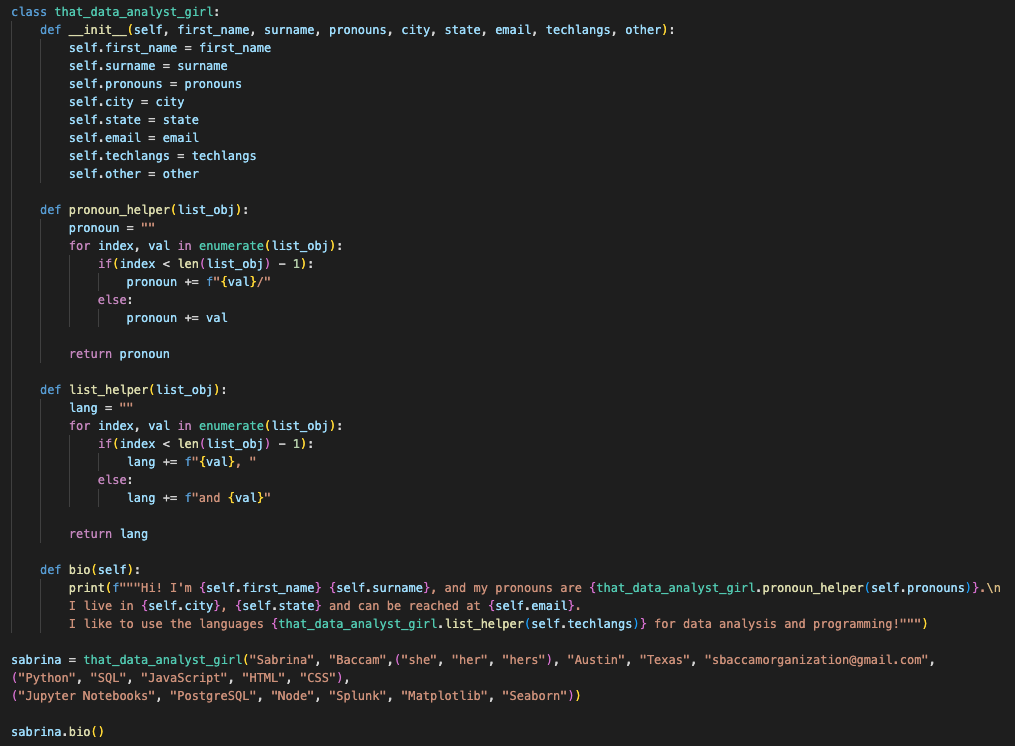 class that_data_analyst_girl:
    def __init__(self, first_name, surname, pronouns, city, state, email, techlangs, other):
        self.first_name = first_name
        self.surname = surname
        self.pronouns = pronouns
        self.city = city
        self.state = state
        self.email = email
        self.techlangs = techlangs
        self.other = other
    def pronoun_helper(list_obj):
        pronoun = ""
        for index, val in enumerate(list_obj):
            if(index < len(list_obj) - 1):
                pronoun += f"{val}/"
            else:
                pronoun += val
        return pronoun
    def list_helper(list_obj):
        lang = ""
        for index, val in enumerate(list_obj):
            if(index < len(list_obj) - 1):
                lang += f"{val}, "
            else:
                lang += f"and {val}"
        return lang
    def bio(self):
        print(f"""Hi! I'm {self.first_name} {self.surname}, and my pronouns are {that_data_analyst_girl.pronoun_helper(self.pronouns)}.\n
        I live in {self.city}, {self.state} and can be reached at {self.email}.
        I like to use the languages {that_data_analyst_girl.list_helper(self.techlangs)} for data analysis and programming!""")
sabrina = that_data_analyst_girl("Sabrina", "Baccam",("she", "her", "hers"), "Austin", "Texas", "sbaccamorganization@gmail.com",
("Python", "SQL", "JavaScript", "HTML", "CSS"),
("Jupyter Notebooks", "PostgreSQL", "Node", "Splunk", "Matplotlib", "Seaborn"))
sabrina.bio()